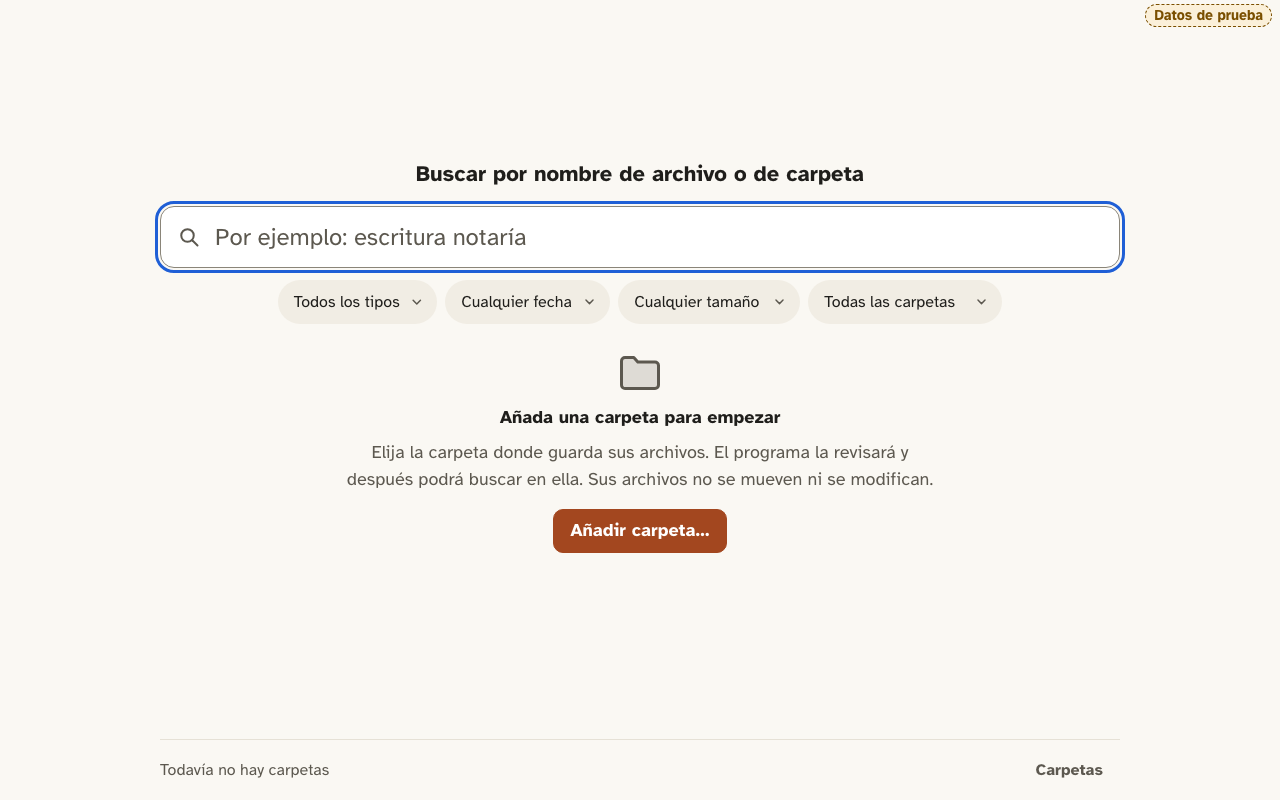 Datos de prueba
Buscar por nombre de archivo o de carpeta
Por ejemplo: escritura notaría
Todos los tipos
Cualquier fecha
Cualquier tamaño
Todas las carpetas
Añada una carpeta para empezar
Elija la carpeta donde guarda sus archivos. El programa la revisará y
después podrá buscar en ella. Sus archivos no se mueven ni se modifican.
Añadir carpeta...
Todavía no hay carpetas
Carpetas